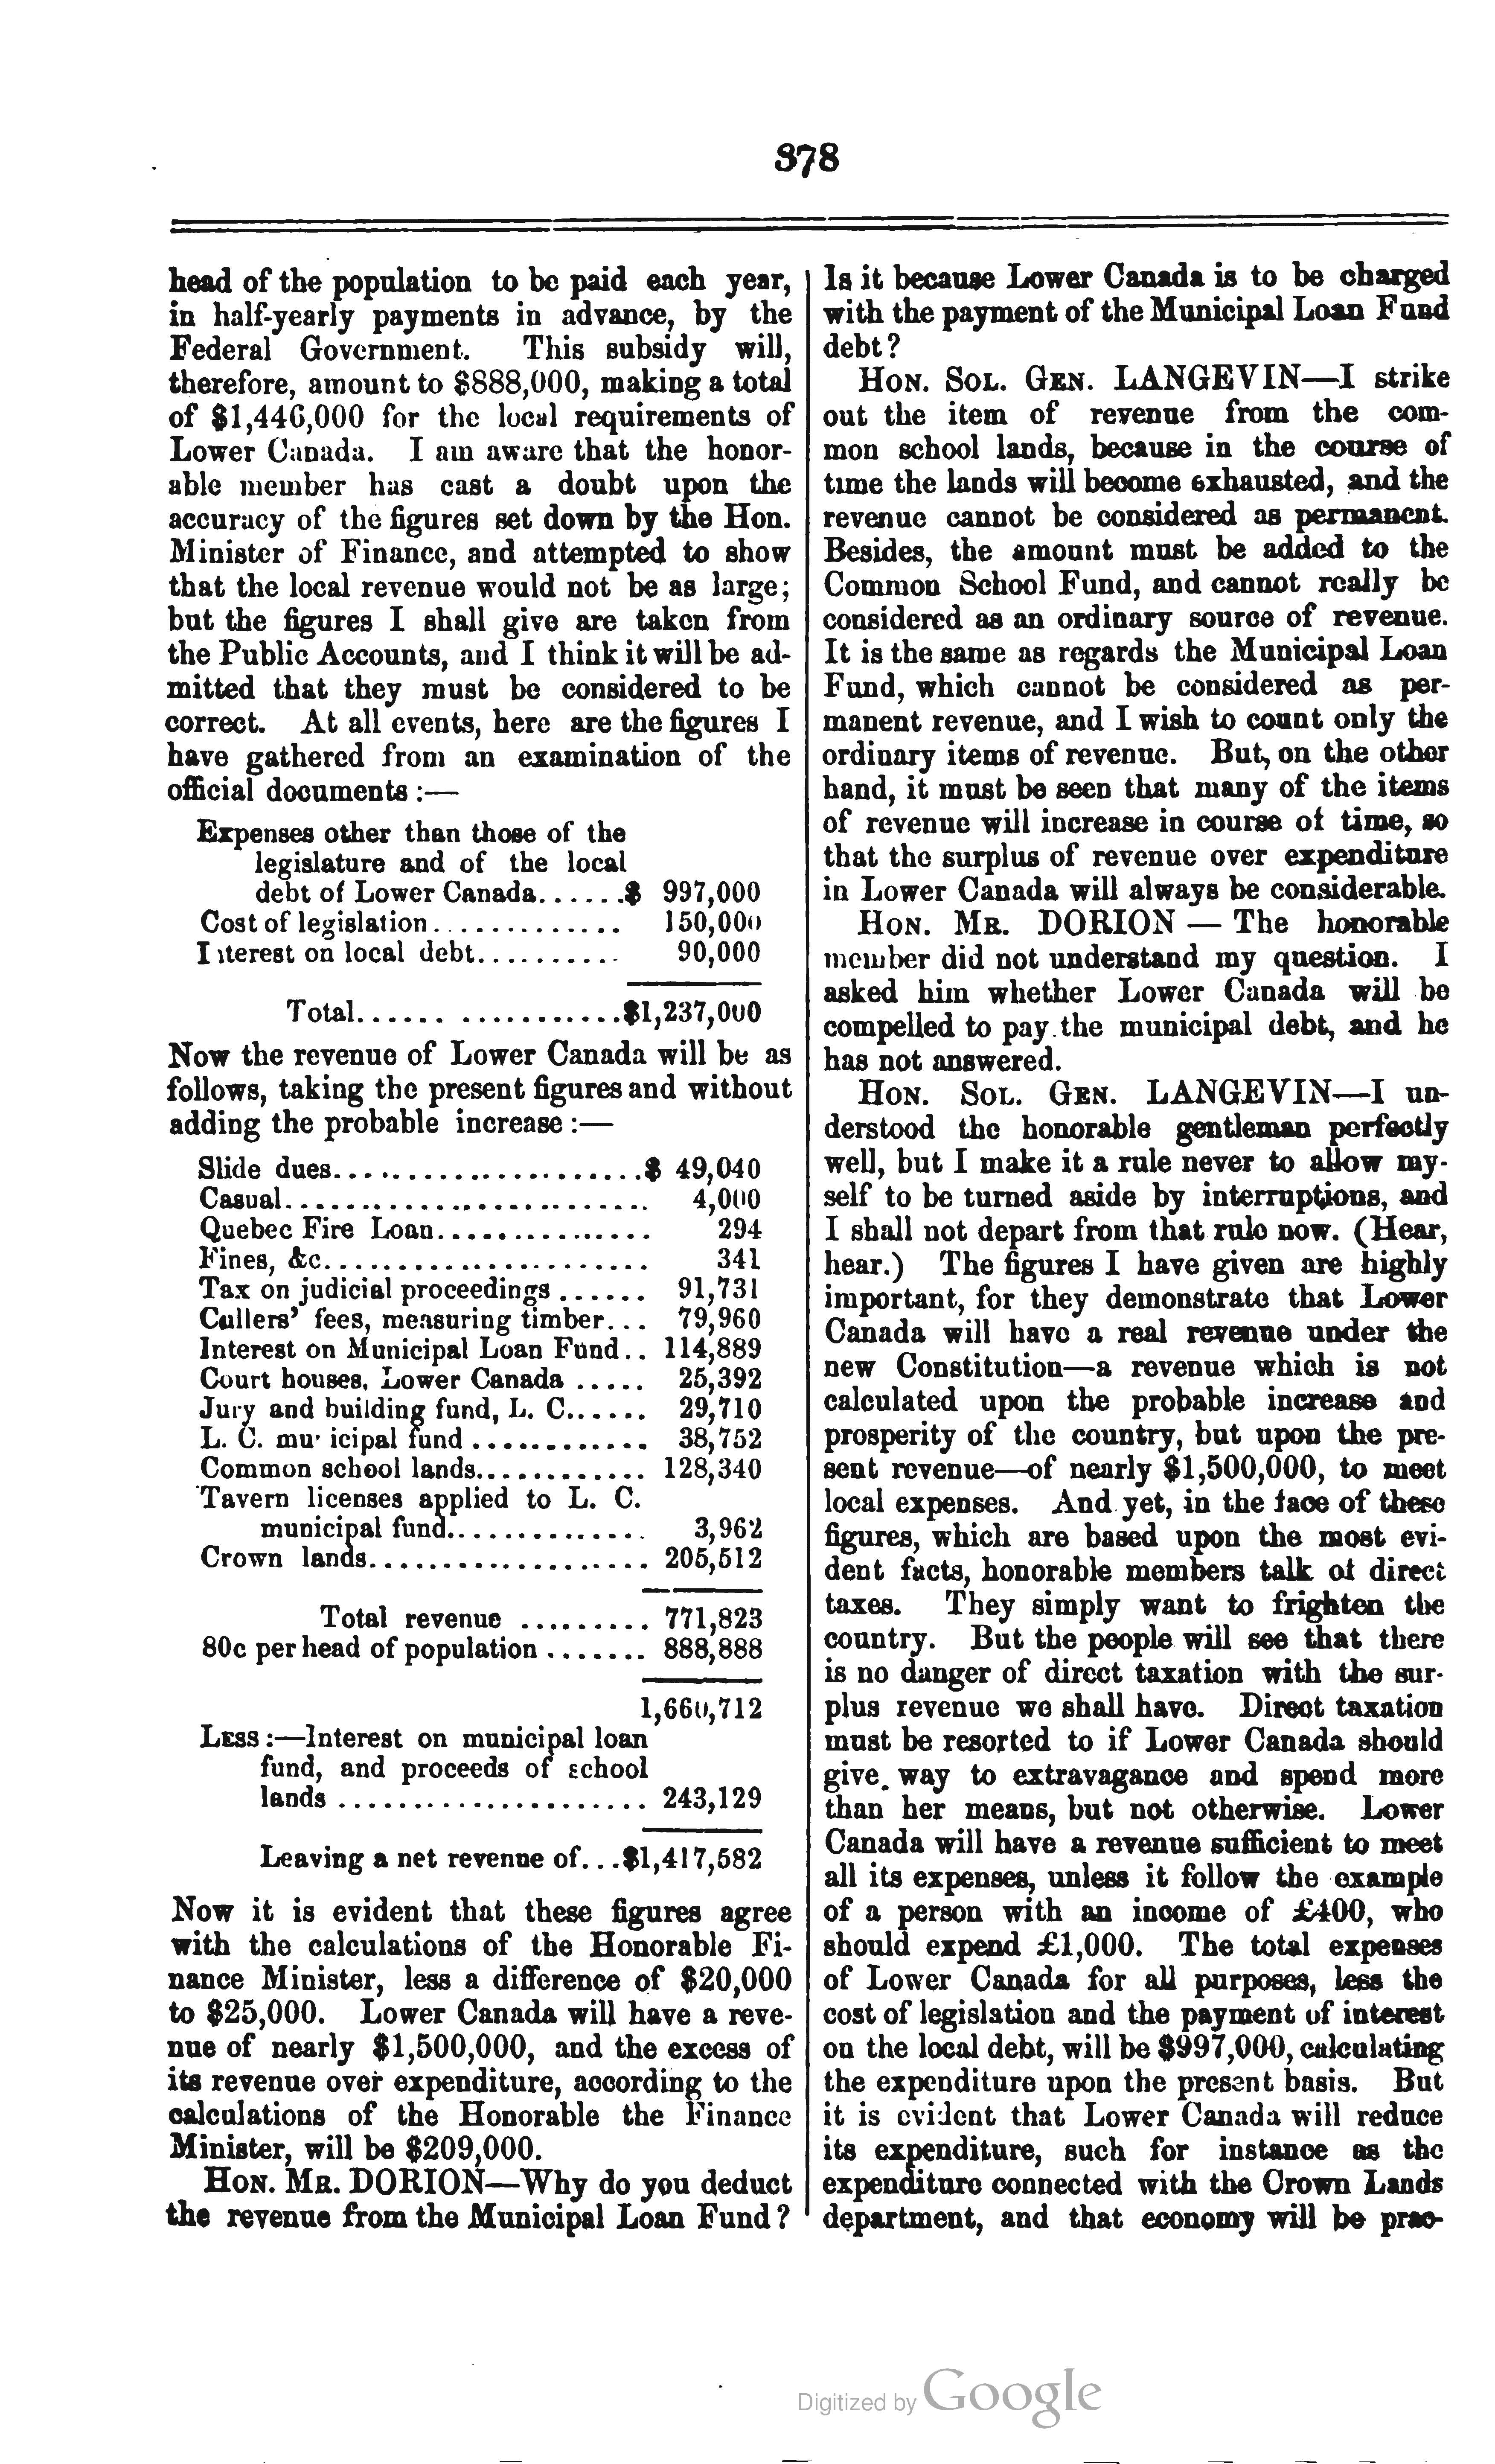 378
head of the population to be paid each year,
in half-yearly payments in advance, by the
Federal Government. This subsidy will,
therefore, amount to $888,000, making a total
of $1,446,000 for the local requirements of
Lower Canada. I am aware that the honor-
able member has cast a doubt upon the
accuracy of the figures set down by the Hon.
Minister of Finance, and attempted to show
that the local revenue would not be as large;
but the figures I shall give are taken from
the Public Accounts, and I think it will be ad-
mitted that they must be considered to be
correct. At all events, here are the figures I
have gathered from an examination of the
official documents :—
Expenses other than those of the
legislature and of the local
debt of Lower Canada......$ 997,000
Cost of legislation............. 150,000
Interest on local debt.......... 90,000
Total...... ...........$1,237,000
Now the revenue of Lower Canada will be as
follows, taking the present figures and without
adding the probable increase :—
Slide dues.....................$ 49,040
Casual......................... 4,000
Quebec Fire Loan............... 294
Fines, &c...................... 341
Tax on judicial proceedings ...... 91,731
Cullers' fees, measuring timber... 79,960
Interest on Municipal Loan Fund.. 114,889
Court houses, Lower Canada ..... 25,392
Jury and building fund, L. C...... 29,710
L. C. municipal fund ............ 38,752
Common school lands............ 128,340
Tavern licenses applied to L. C.
municipal fund.............. 3,962
Crown lands................... 205,512
Total revenue ......... 771,823
80c per head of population ....... 888,888
1,660,712
LESS :—Interest on municipal loan
fund, and proceeds of school
lands ..................... 243,129
Leaving a net revenue of...$1,417,582
Now it is evident that these figures agree
with the calculations of the Honorable Fi-
nance Minister, less a difference of $20,000
to $25,000. Lower Canada will have a reve-
nue of nearly $1,500,000, and the excess of
its revenue over expenditure, according to the
calculations of the Honorable the Finance
Minister, will be $209,000.
HON. MR. DORION—Why do you deduct
the revenue from the Municipal Loan Fund?
Is it because Lower Canada is to be charged
with the payment of the Municipal Loan Fund
debt?
HON. SOL. GEN. LANGEVIN—I strike
out the item of revenue from the com-
mon school lands, because in the course of
time the lands will become exhausted, and the
revenue cannot be considered as permanent.
Besides, the amount must be added to the
Common School Fund, and cannot really be
considered as an ordinary source of revenue.
It is the same as regards the Municipal Loan
Fund, which cannot be considered as per-
manent revenue, and I wish to count only the
ordinary items of revenue. But, on the other
hand, it must be seen that many of the items
of revenue will increase in course of time, so
that the surplus of revenue over expenditure
in Lower Canada will always be considerable.
HON. MR. DORION — The honorable
member did not understand my question. I
asked him whether Lower Canada will be
compelled to pay the municipal debt, and he
has not answered.
HON. SOL. GEN. LANGEVIN—I un-
derstood the honorable gentleman perfectly
well, but I make it a rule never to allow my-
self to be turned aside by interruptions, and
I shall not depart from that rule now. (Hear,
hear.) The figures I have given are highly
important, for they demonstrate that Lower
Canada will have a real revenue under the
new Constitution—a revenue which is not
calculated upon the probable increase and
prosperity of the country, but upon the pre-
sent revenue—of nearly $1,500,000, to meet
local expenses. And yet, in the face of these
figures, which are based upon the most evi-
dent facts, honorable members talk of direct
taxes. They simply want to frighten the
country. But the people will see that there
is no danger of direct taxation with the sur-
plus revenue we shall have. Direct taxation
must be resorted to if Lower Canada should
give way to extravagance and spend more
than her means, but not otherwise. Lower
Canada will have a revenue sufficient to meet
all its expenses, unless it follow the example
of a person with an income of £400, who
should expend £1,000. The total expenses
of Lower Canada for all purposes, less the
cost of legislation and the payment of interest
on the local debt, will be $997,000, calculating
the expenditure upon the present basis. But
it is evident that Lower Canada will reduce
its expenditure, such for instance as the
expenditure connected with the Crown Lands
department, and that economy will be prac-
Digitized by Google